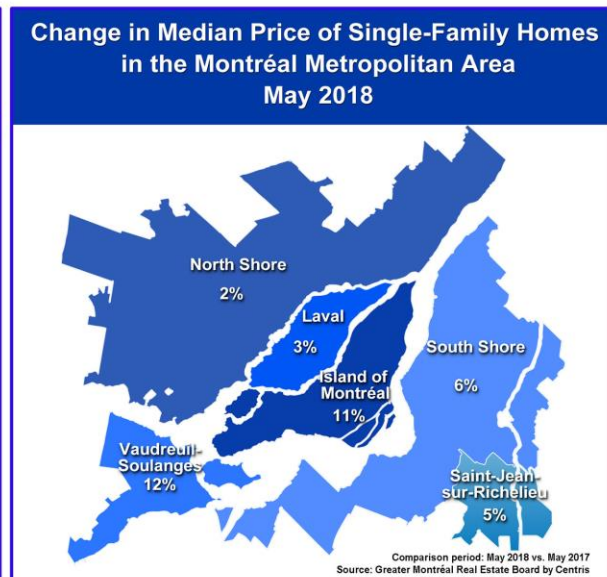 Change in Median Price of Single-Family Homes
in the Montréal Metropolitan Area
May 2018
North Shore
2%
Laval
3%
Island of
Montréal
11%
South Shore
6%
Vaudreuil-
Soulanges
12%
Saint-Jean-
sur-Richelieu
5%
Comparison period: May 2018 vs. May 2017
Source: Greater Montréal Real Estate Board by Centris